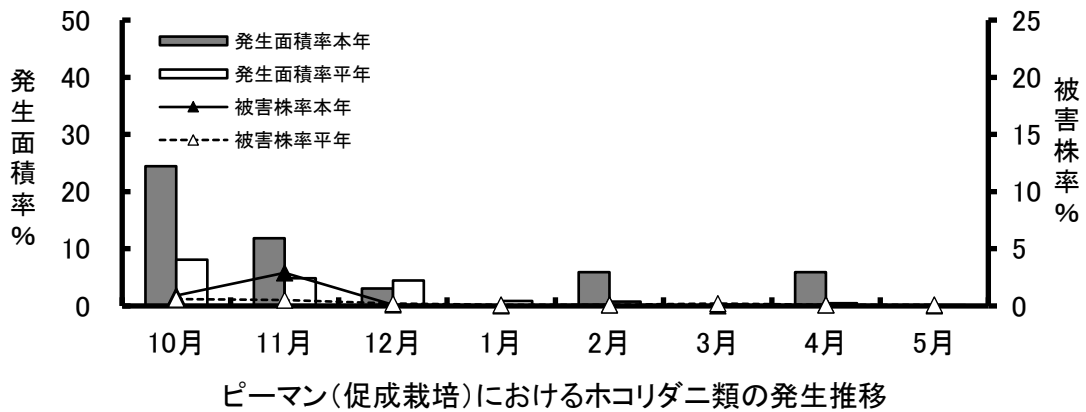 50
40
30
20
10
0
発生面積率%
発生面積率本年
発生面積率平年
被害株率本年
被害株率平年
25
20
15
10
5
0
被害株率%
10月 11月 12月 1月 2月 3月 4月 5月
ピーマン(促成栽培)におけるホコリダニ類の発生推移